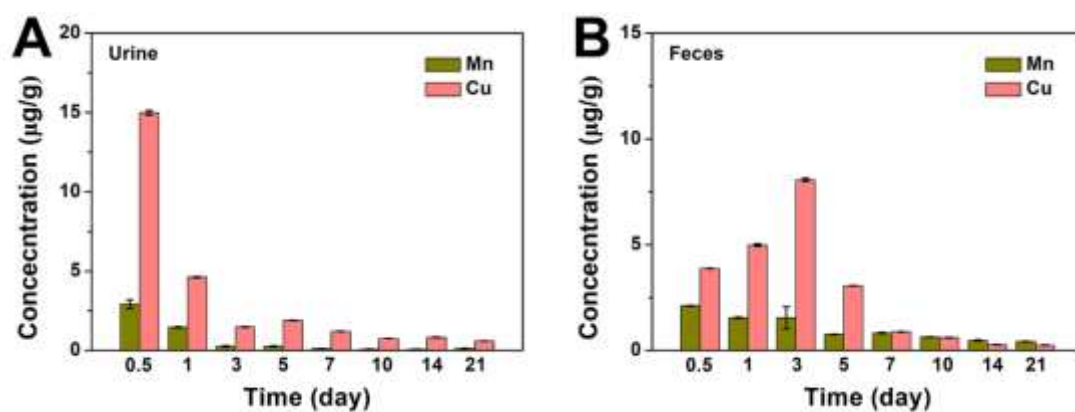 A
Urine
Mn
Cu
20
15
10
5
0
Concecntration (μg/g)
0.5 1 3 5 7 10 14 21
Time (day)
B
Feces
Mn
Cu
15
10
5
0
Concecntration (μg/g)
0.5 1 3 5 7 10 14 21
Time (day)